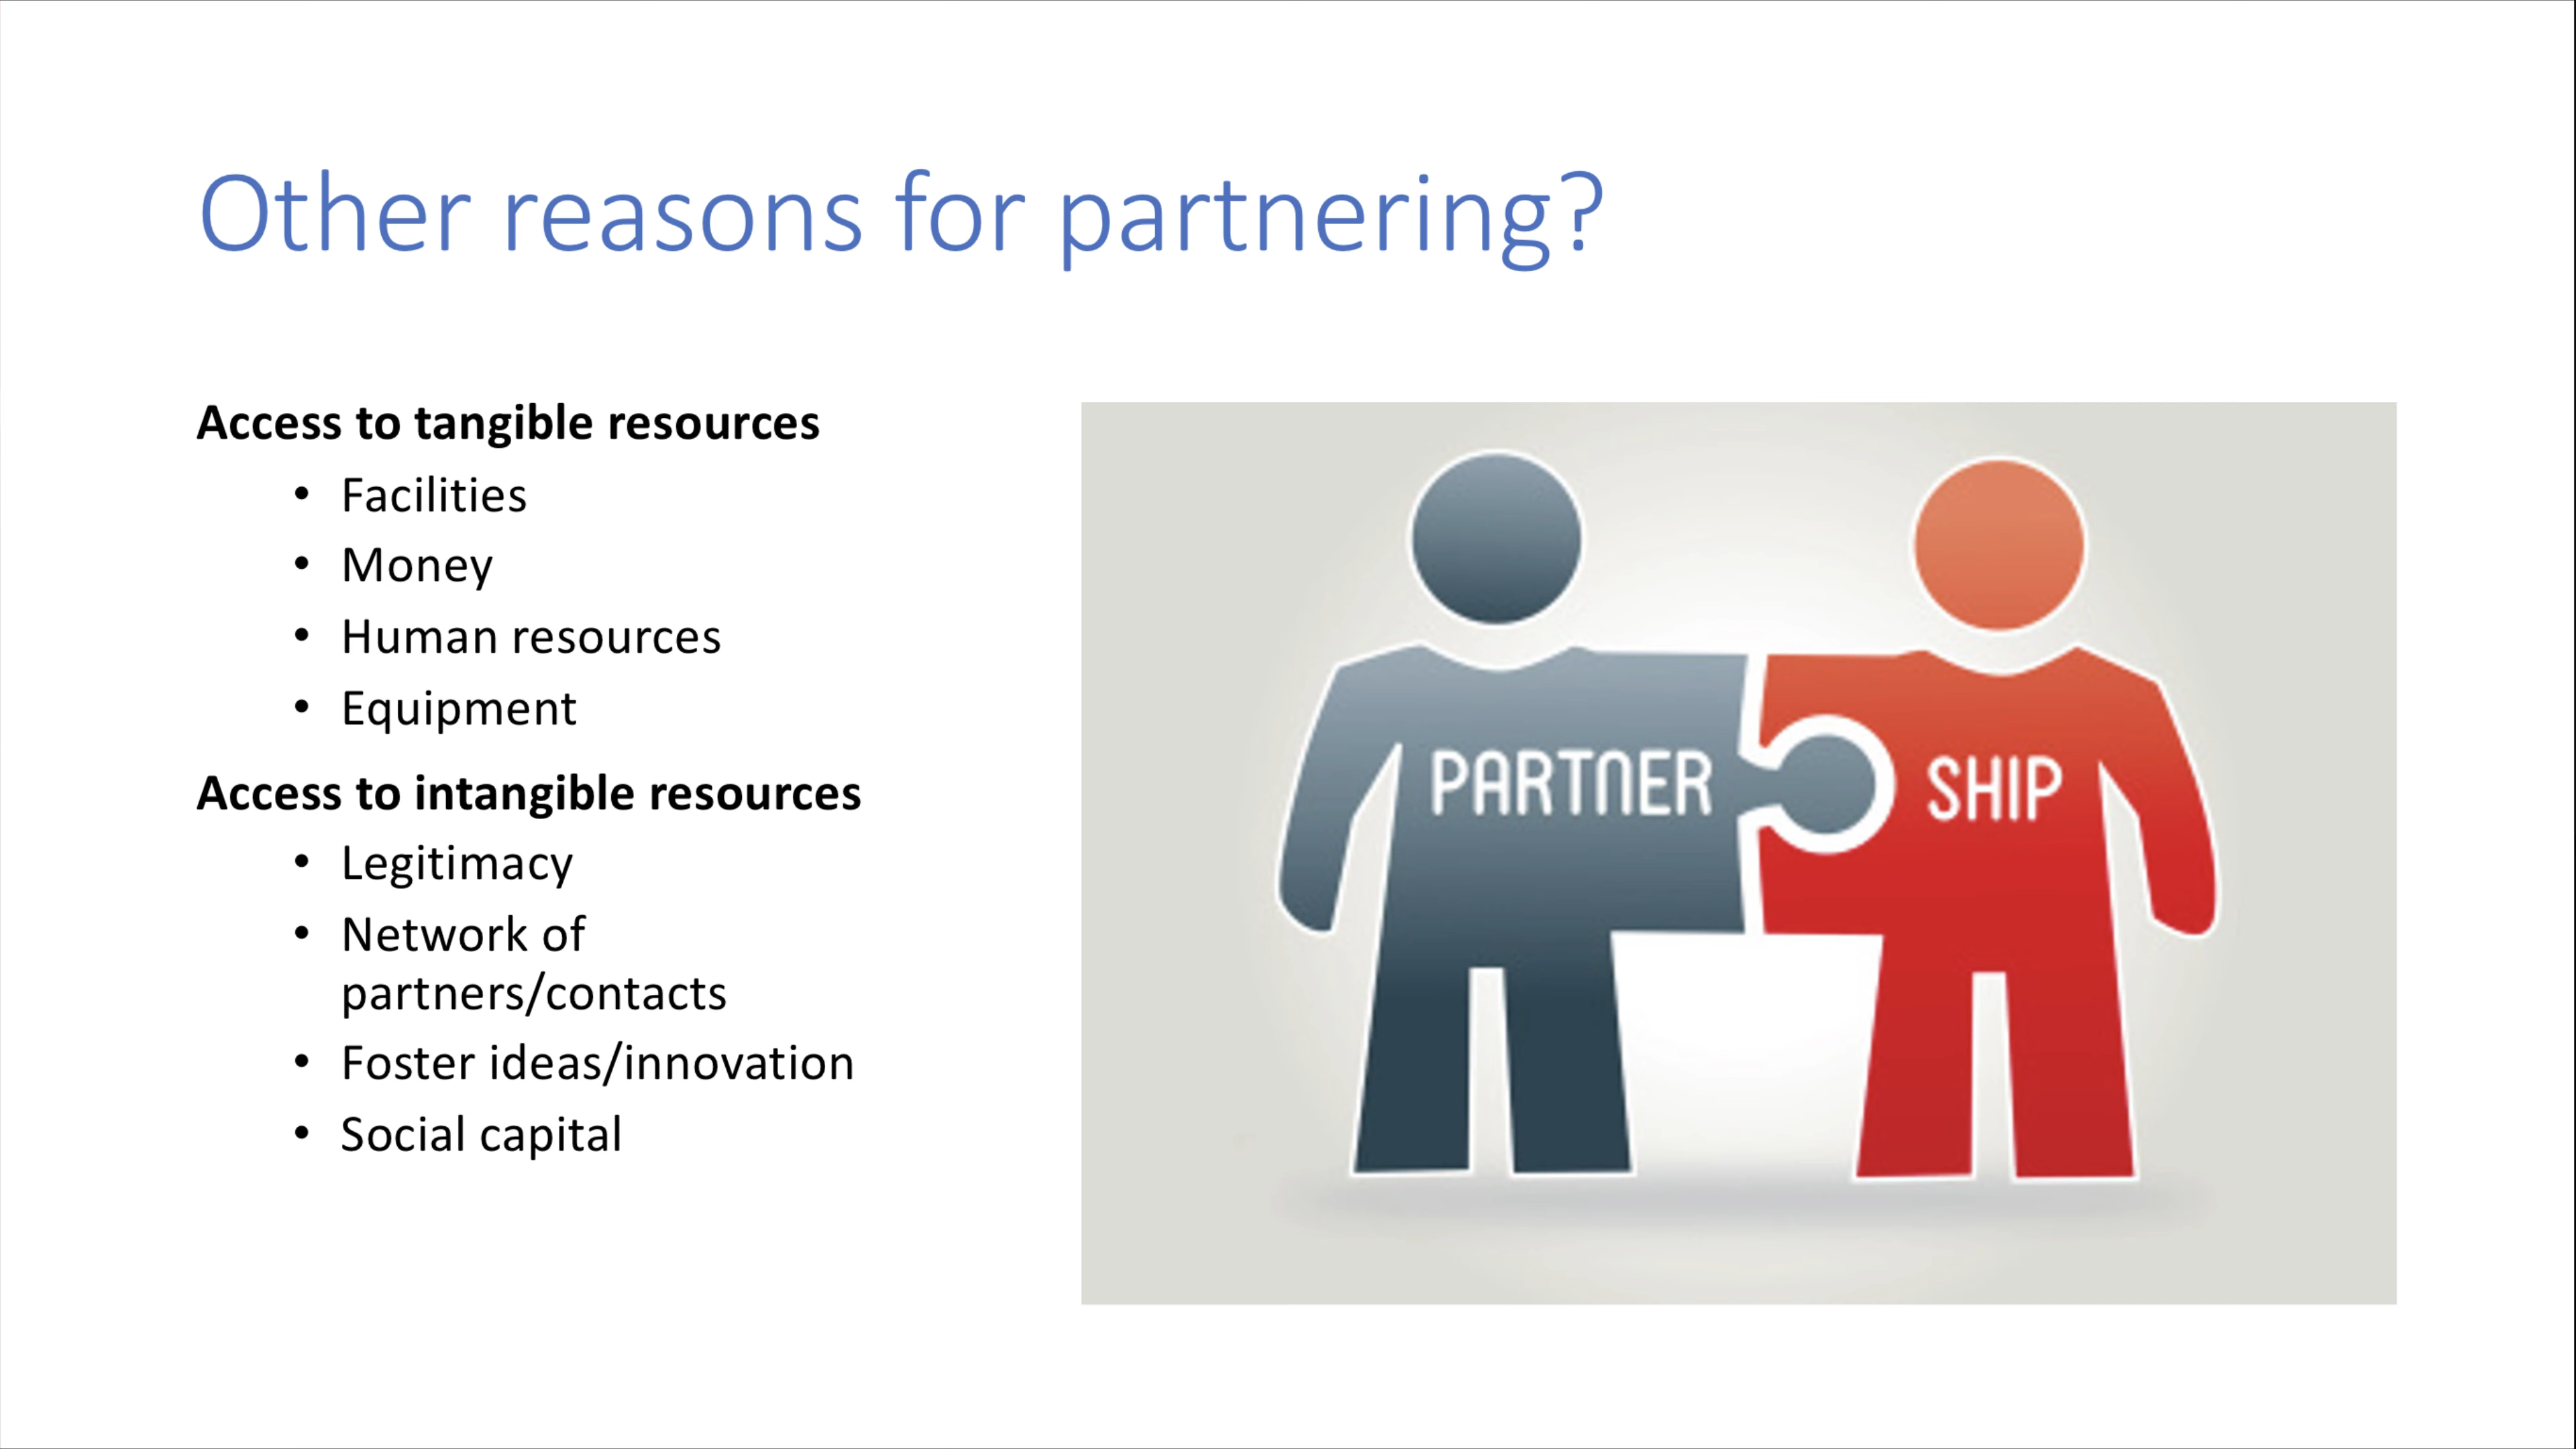 Other reasons for partnering?
Access to tangible resources
• Facilities
• Money
• Human resources
• Equipment
Access to intangible resources
• Legitimacy
• Network of
partners/contacts
• Foster ideas/innovation
• Social capital
PARTNER
SHIP